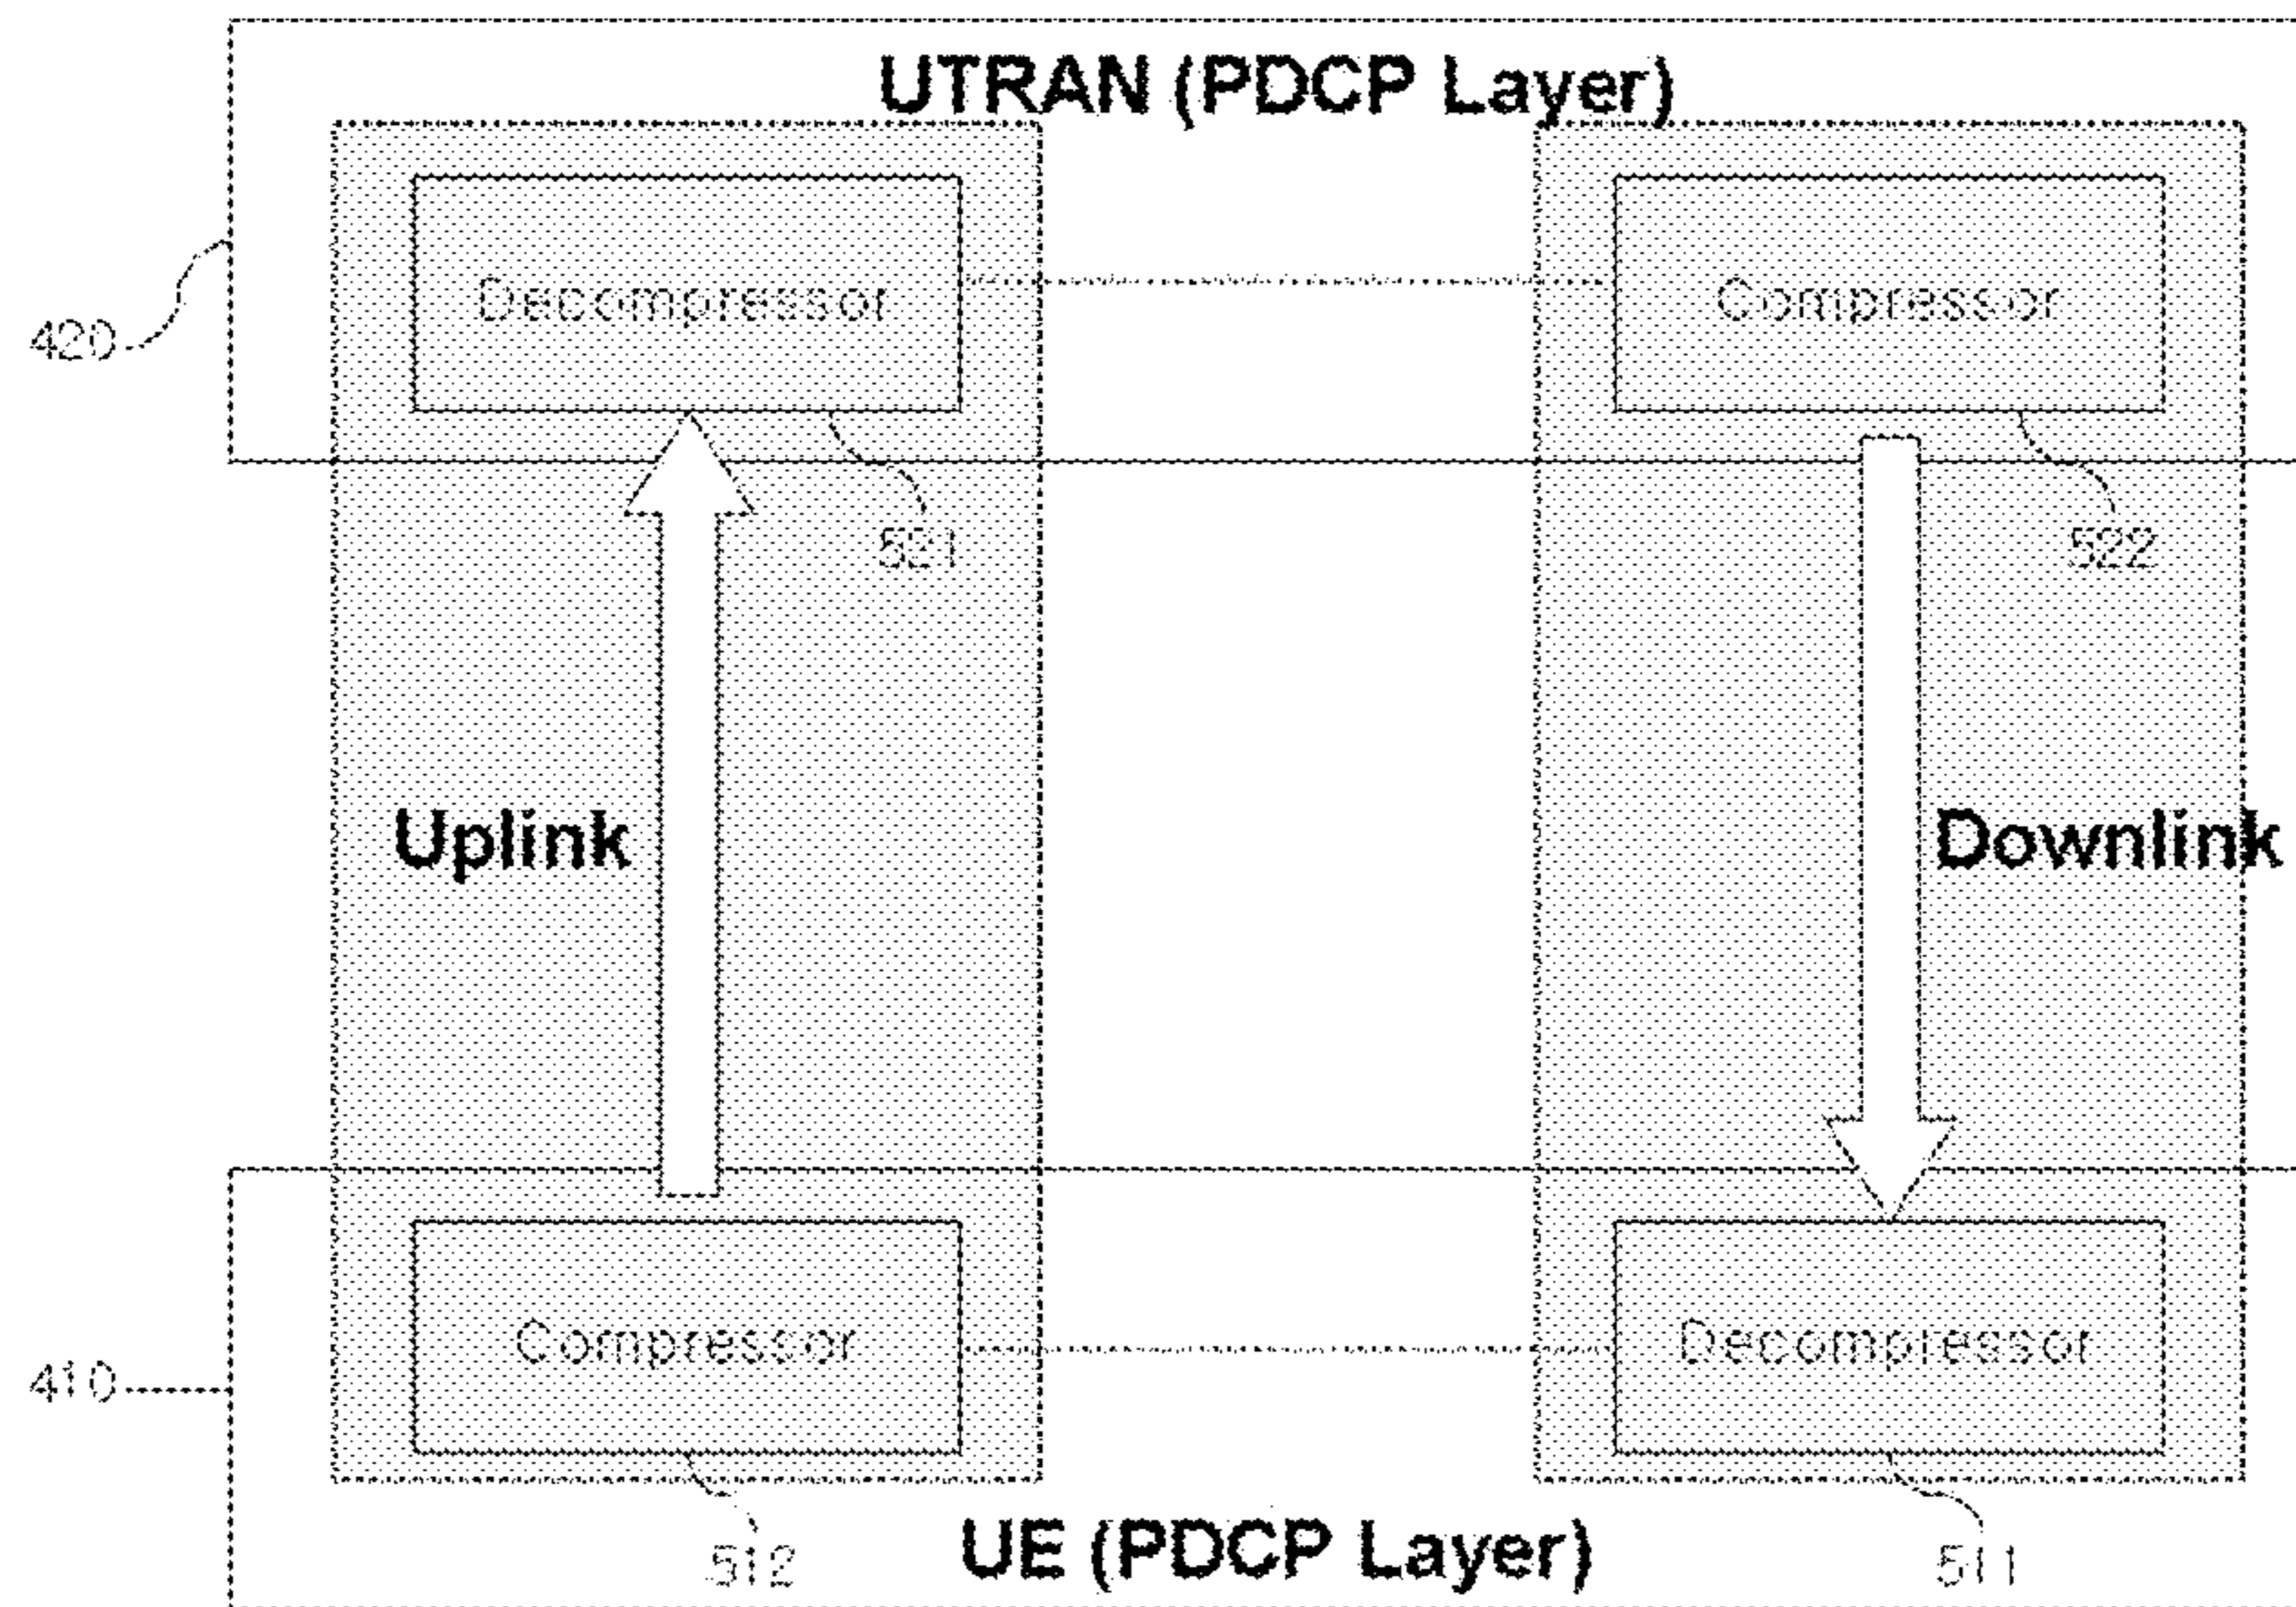 UTRAN (PDCP Layer)
Decompressor
Compressor
420
521
522
Uplink
Downlink
Compressor
Decompressor
410
512
UE (PDCP Layer)
511